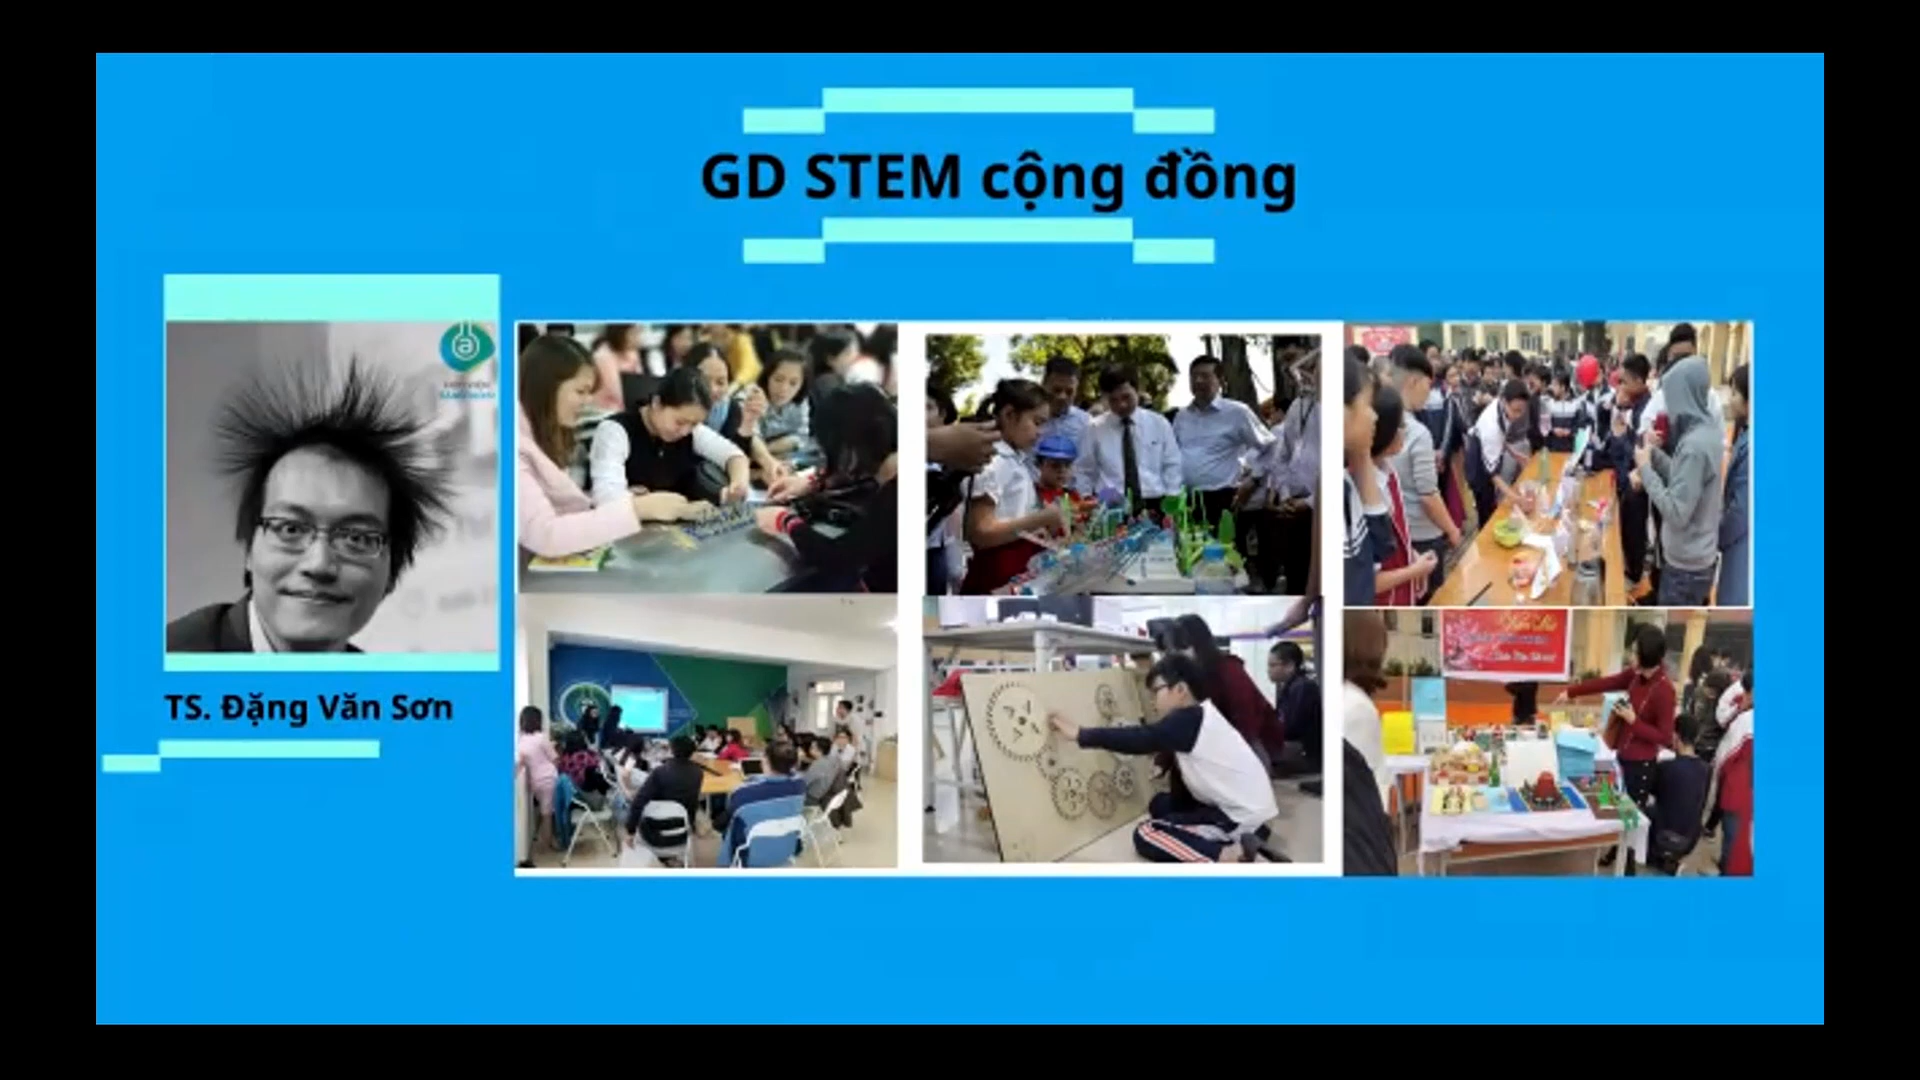 GD STEM cộng đồng
TS. Đặng Văn Sơn